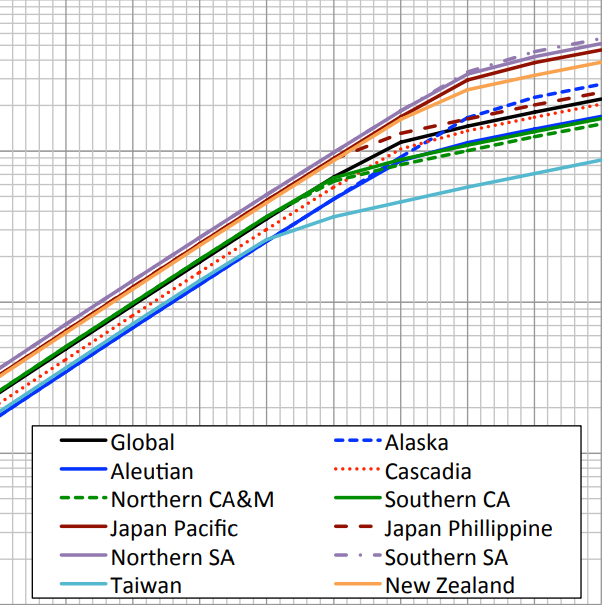 Global Alaska
Aleutian Cascadia
Northern CA&M Southern CA
Japan Pacific Japan Phillippine
Northern SA Southern SA
Taiwan New Zealand